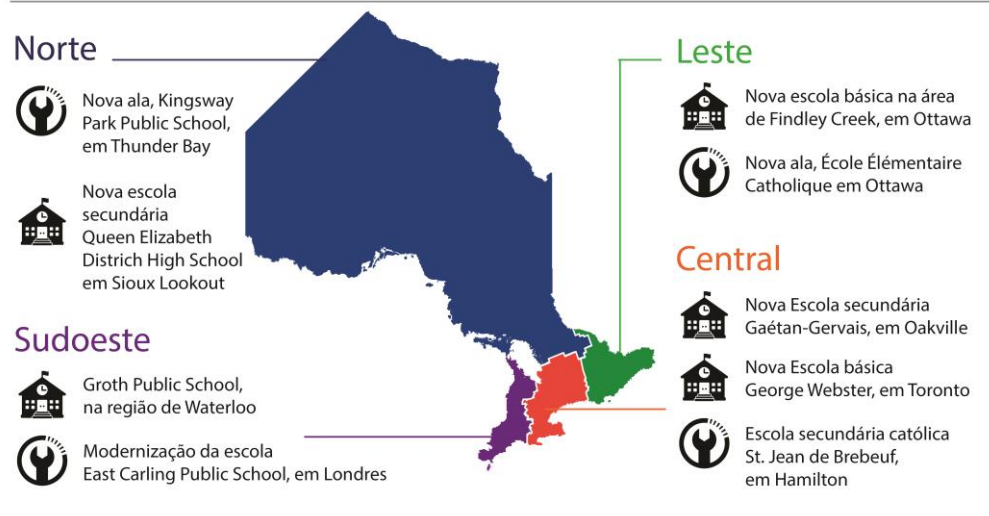 Norte
Nova ala, Kingsway
Park Public School,
em Thunder Bay
Nova escola
secundária
Queen Elizabeth
Districh High School
em Sioux Lookout
Sudoeste
Groth Public School,
na região de Waterloo
Modernização da escola
East Carling Public School, em Londres
Leste
Nova escola básica na área
de Findley Creek, em Ottawa
Nova ala, École Élémentaire
Catholique em Ottawa
Central
Nova Escola secundária
Gaétan-Gervais, em Oakville
Nova Escola básica
George Webster, em Toronto
Escola secundária católica
St. Jean de Brebeuf,
em Hamilton